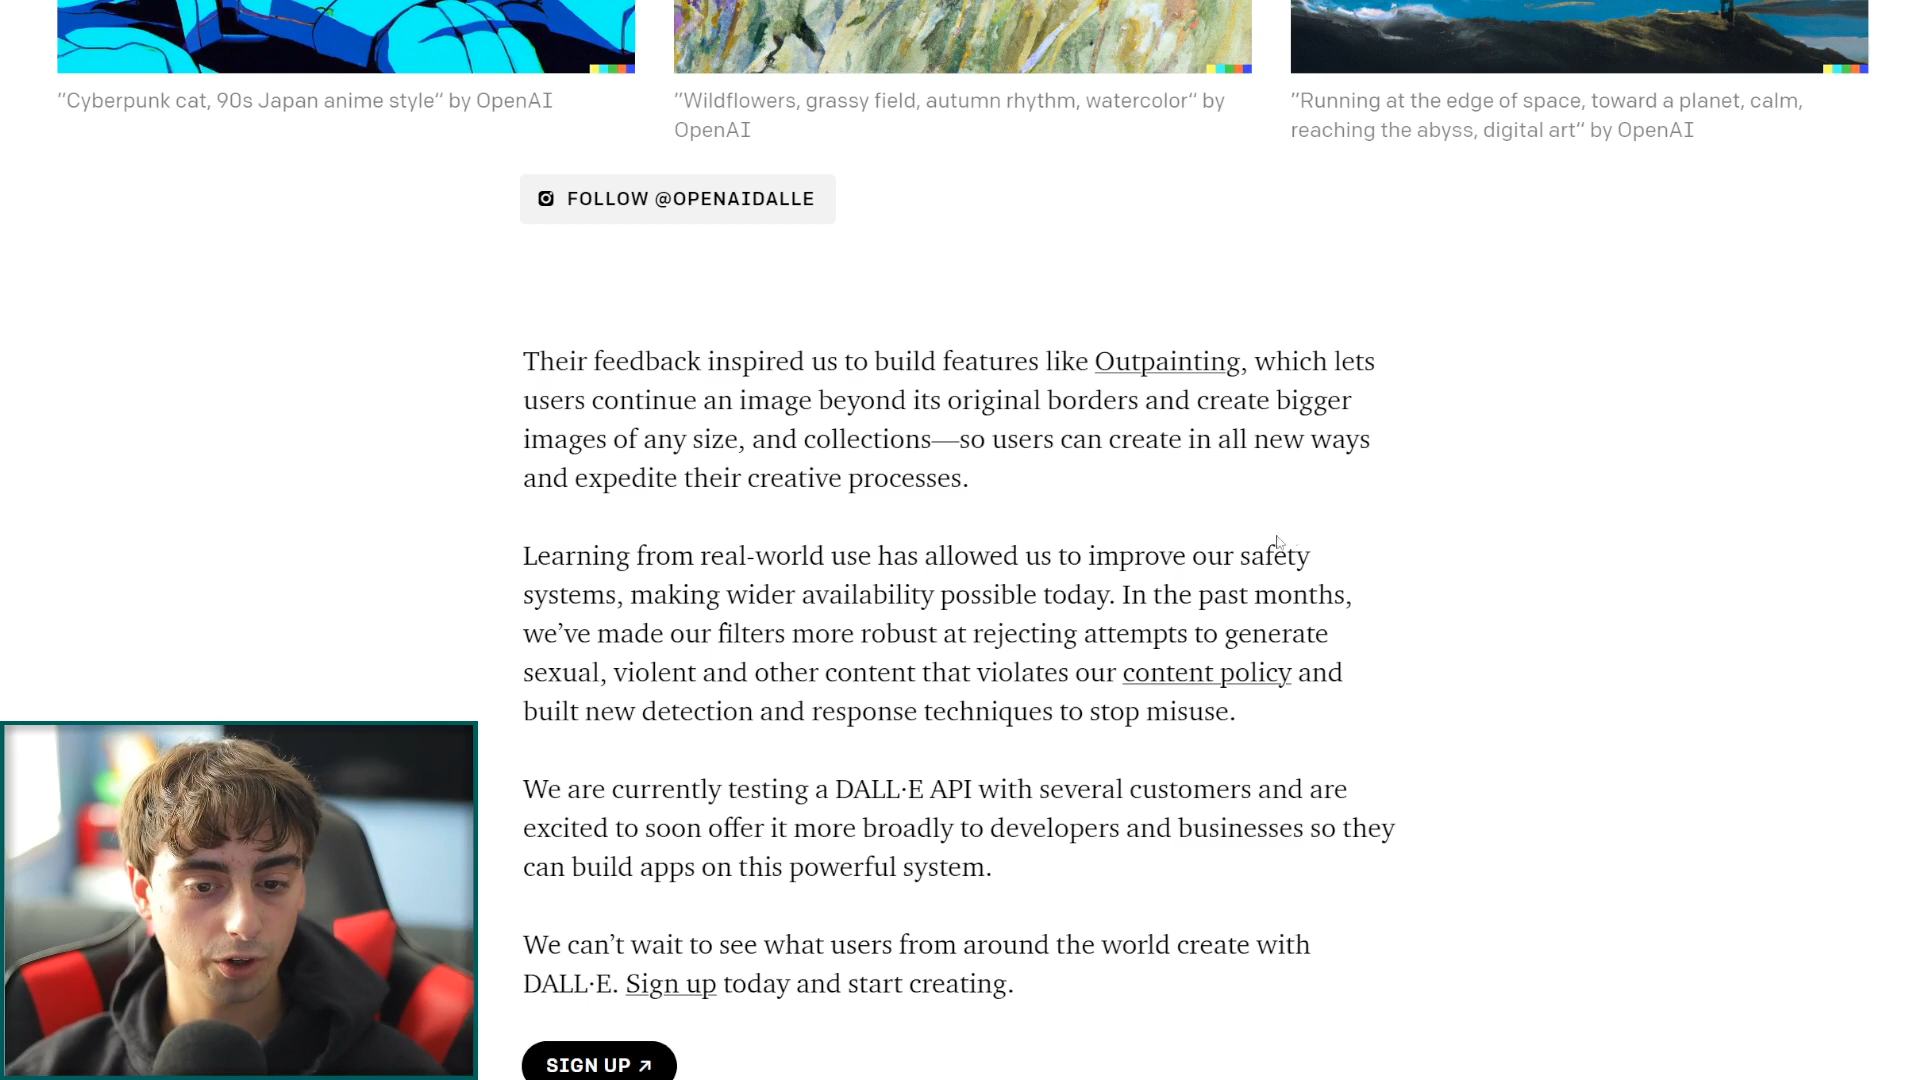 ”Cyberpunk cat, 90s Japan anime style“ by OpenAI
”Wildflowers, grassy field, autumn rhythm, watercolor“ by
OpenAI
”Running at the edge of space, toward a planet, calm,
reaching the abyss, digital art“ by OpenAI
FOLLOW @OPENAIDALLE
Their feedback inspired us to build features like Outpainting, which lets
users continue an image beyond its original borders and create bigger
images of any size, and collections—so users can create in all new ways
and expedite their creative processes.
Learning from real-world use has allowed us to improve our safety
systems, making wider availability possible today. In the past months,
we’ve made our filters more robust at rejecting attempts to generate
sexual, violent and other content that violates our content policy and
built new detection and response techniques to stop misuse.
We are currently testing a DALL·E API with several customers and are
excited to soon offer it more broadly to developers and businesses so they
can build apps on this powerful system.
We can’t wait to see what users from around the world create with
DALL·E. Sign up today and start creating.
SIGN UP ↗